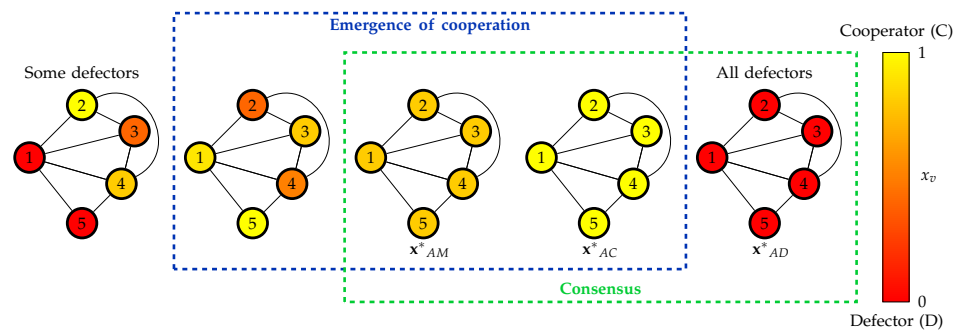 Emergence of cooperation
Cooperator (C)
Some defectors
All defectors
1
2
3
4
5
1
2
3
4
5
1
2
3
4
5
x*AM
1
2
3
4
5
x*AC
1
2
3
4
5
x*AD
1
xv
0
Consensus
Defector (D)